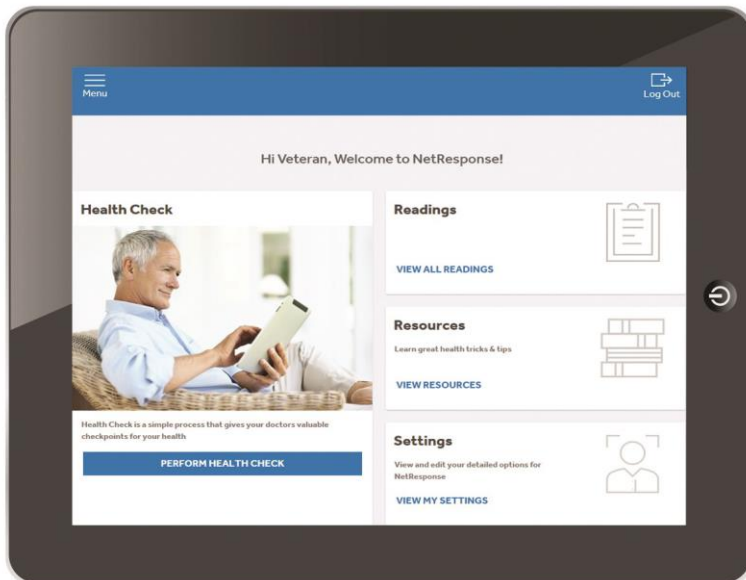 Menu
Log Out
Hi Veteran, Welcome to NetResponse!
Health Check
Health Check is a simple process that gives your doctors valuable
checkpoints for your health
PERFORM HEALTH CHECK
Readings
VIEW ALL READINGS
Resources
Learn great health tricks & tips
VIEW RESOURCES
Settings
View and edit your detailed options for
NetResponse
VIEW MY SETTINGS